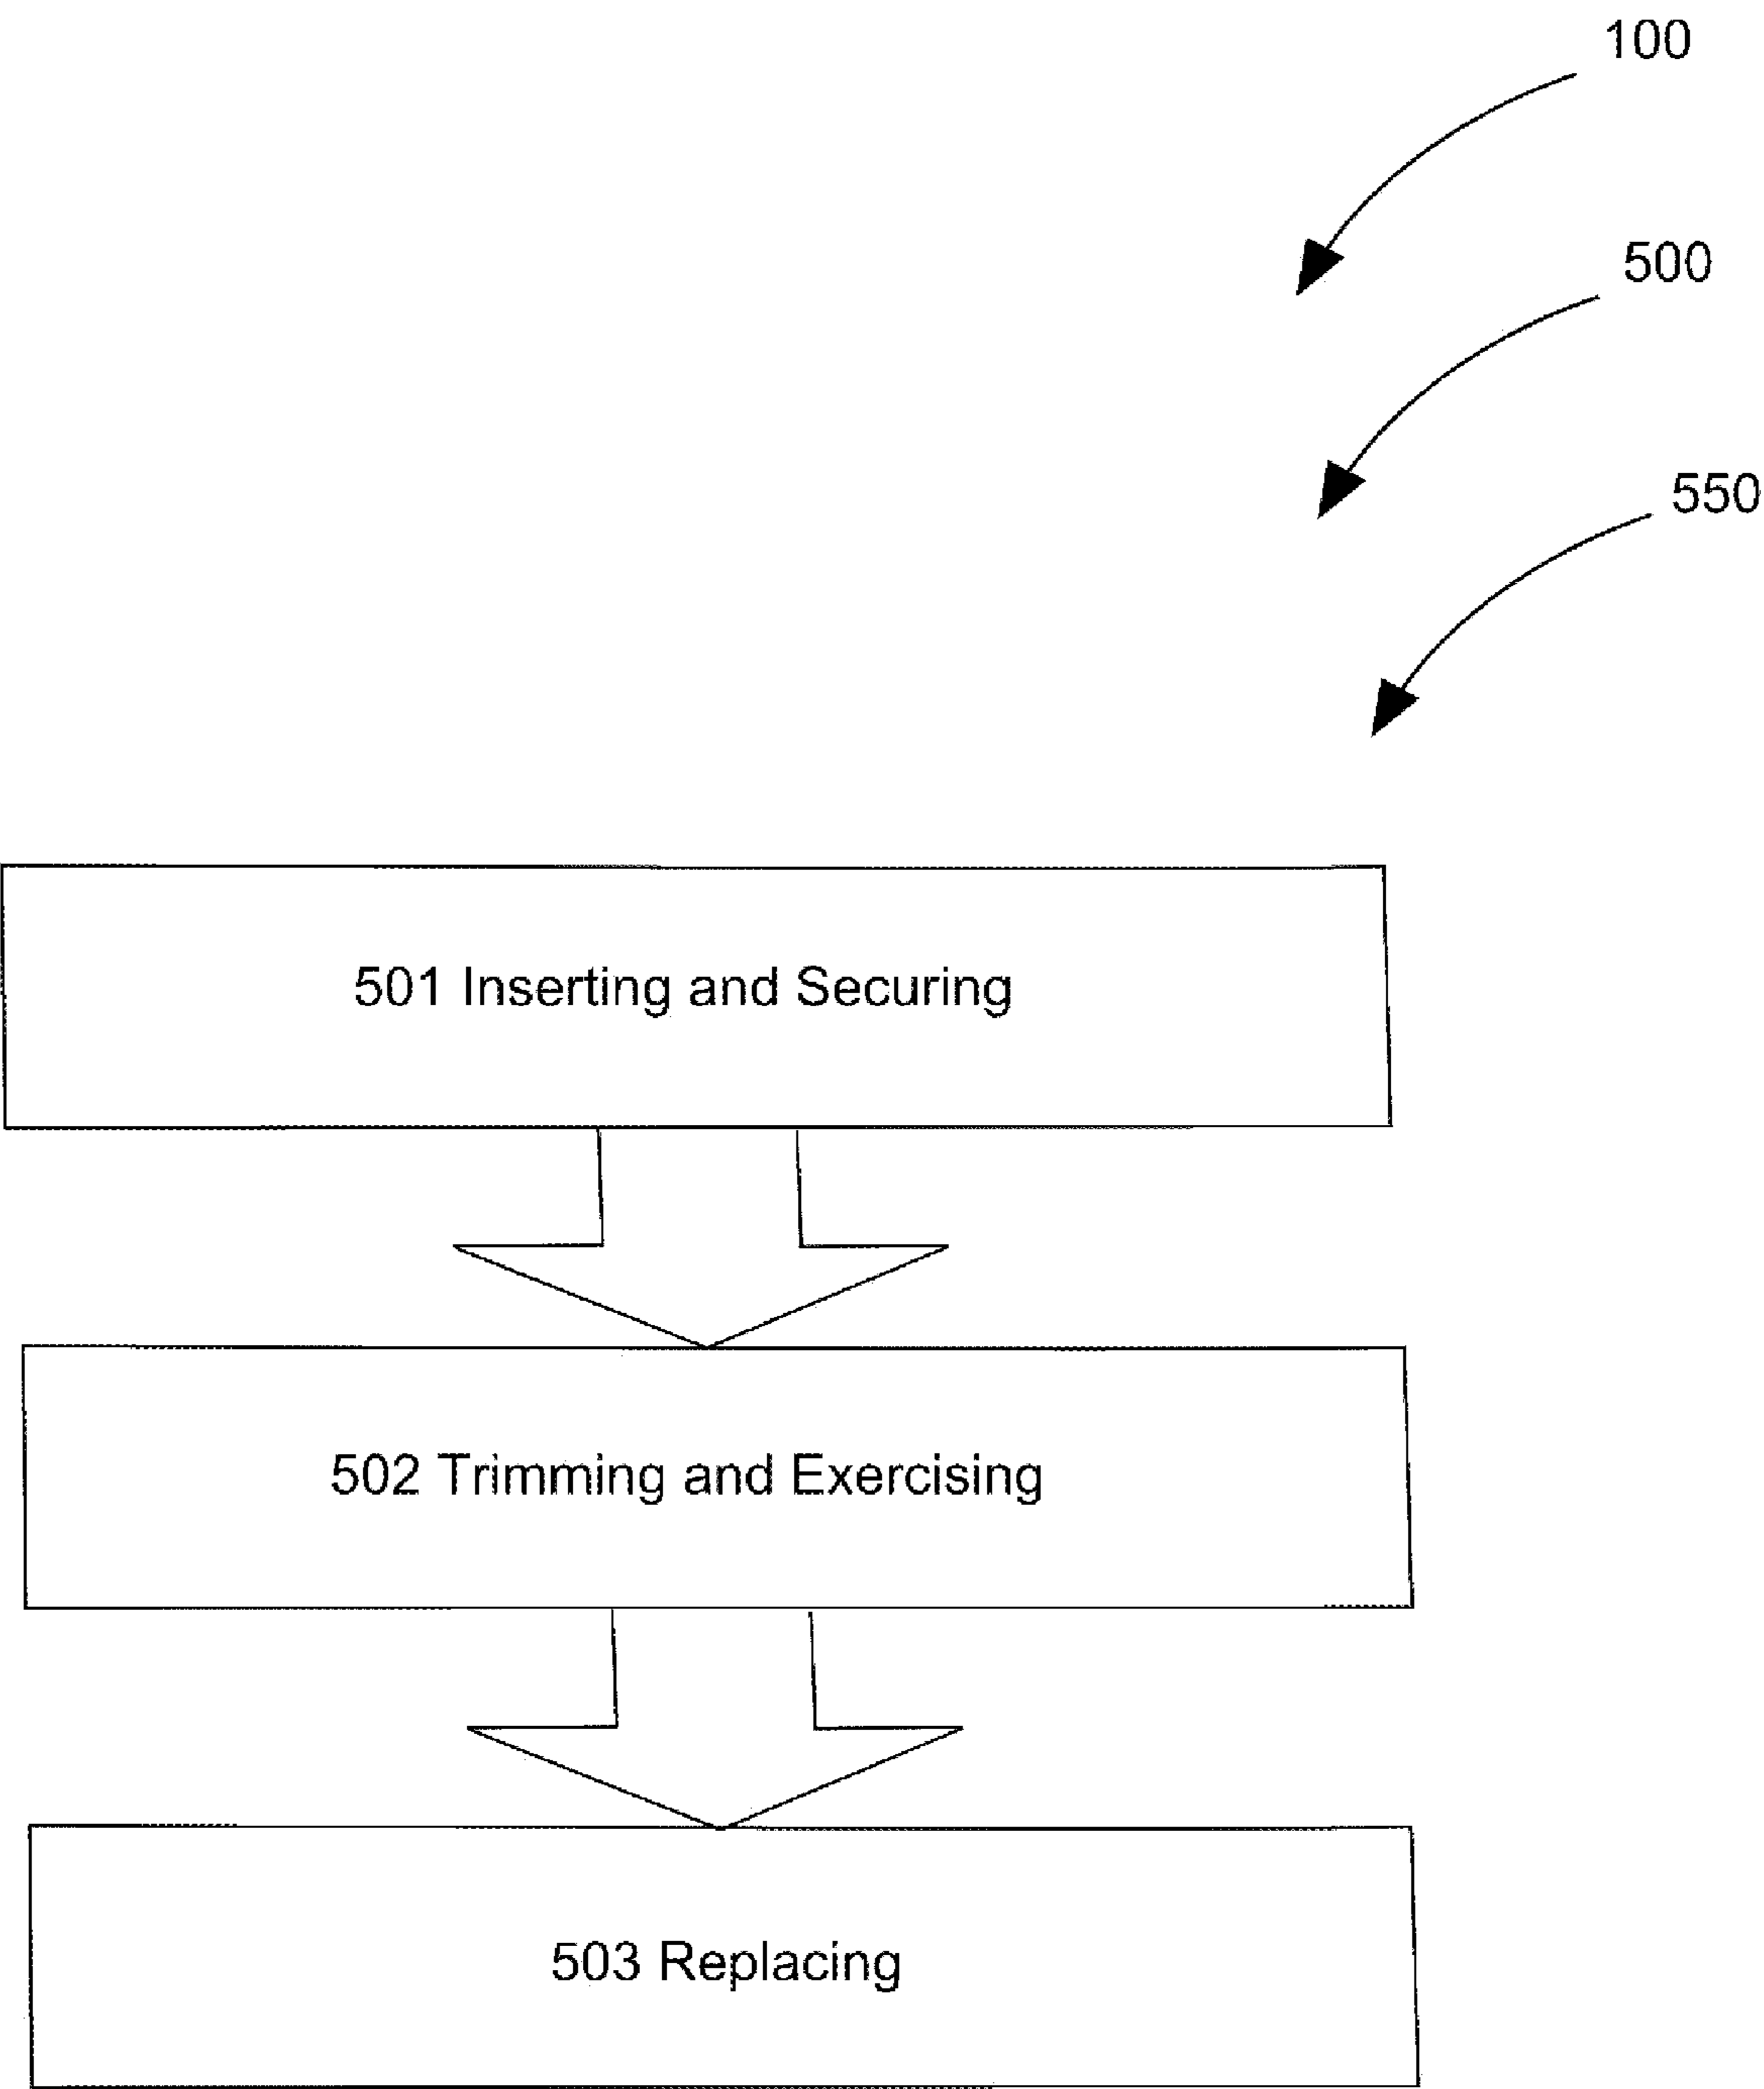 100
500
550
501 Inserting and Securing
502 Trimming and Exercising
503 Replacing